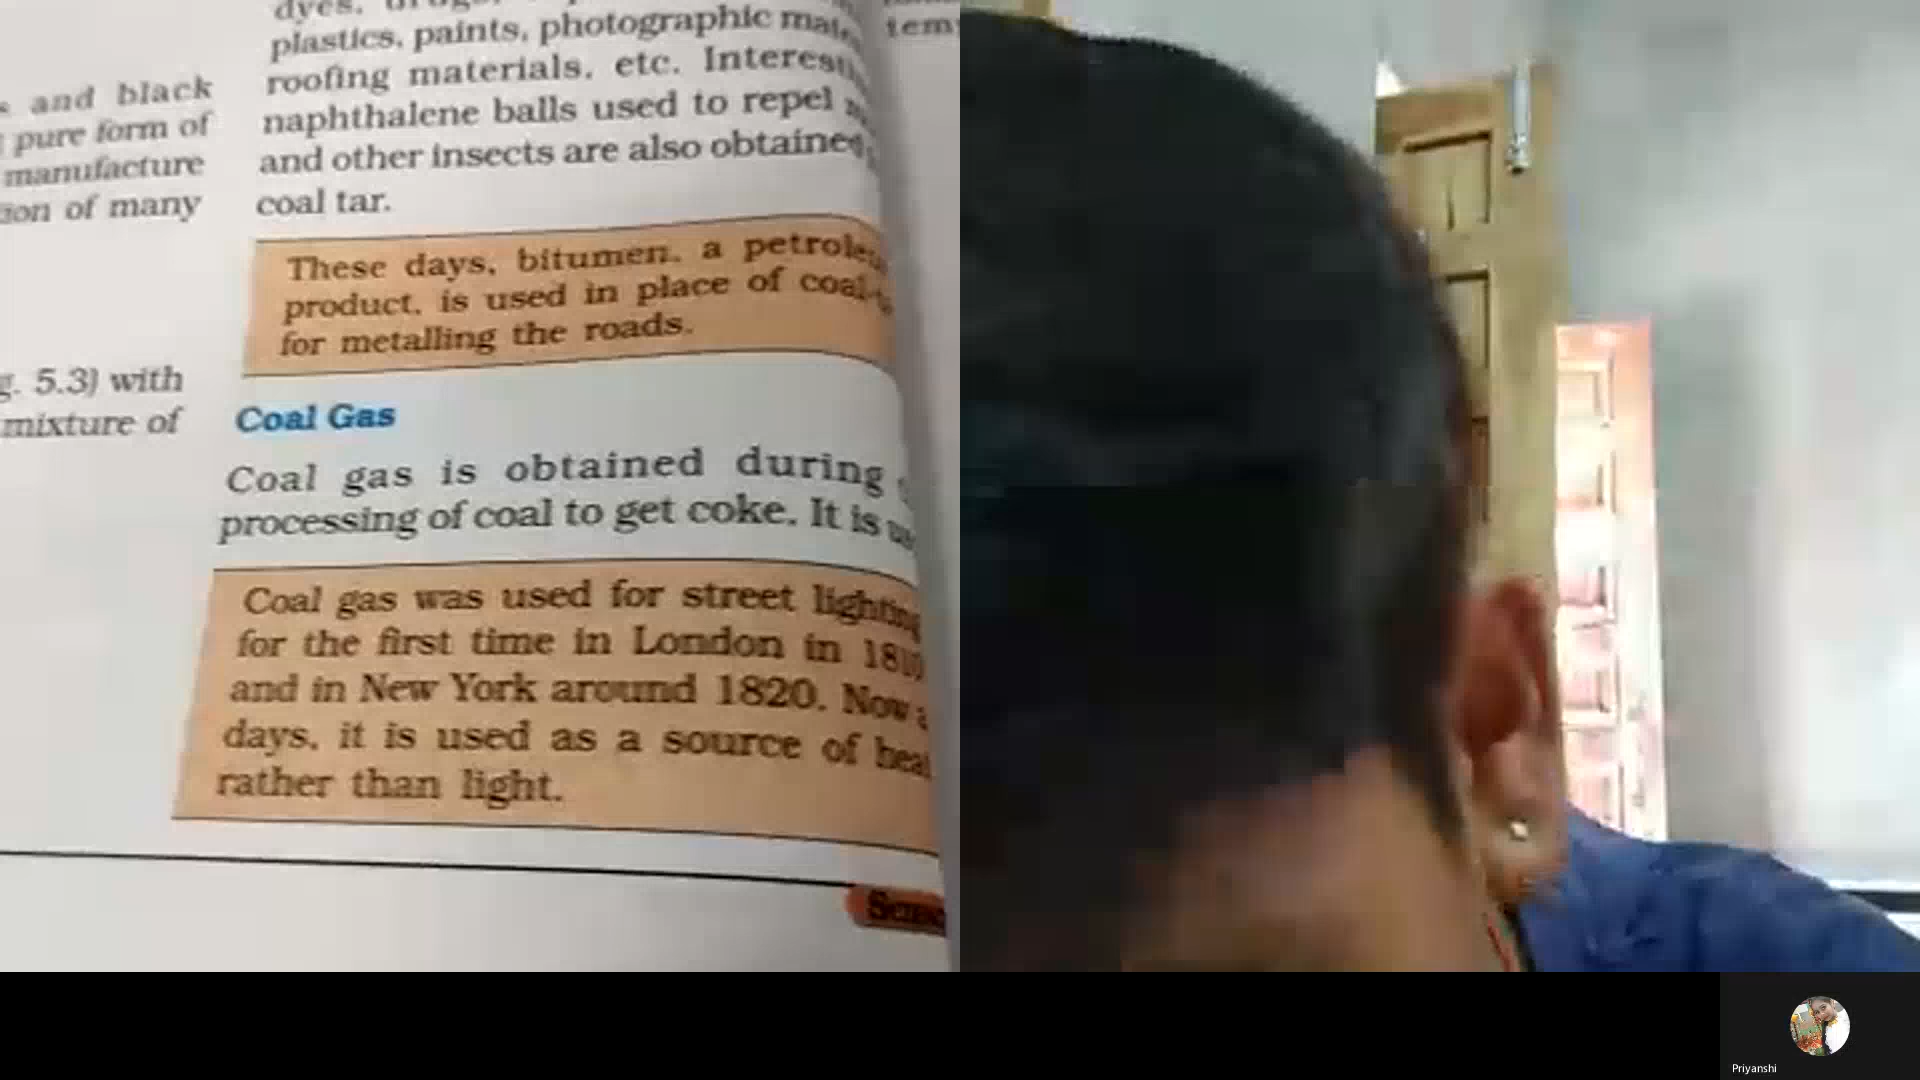 and black
pure form of
manufacture
of many
g. 5.3) with
mixture of
plastics, paints, photographic
roofing materials, etc.
naphthalene balls used to repel
and other insects are also obtained
coal tar.
These days, bitumen, a
product, is used in place of
for metalling the roads.
Coal Gas
Coal gas is obtained during
processing of coal to get coke. It is
Coal gas was used for street lighting
for the first time in London in
and in New York around 1820. Now
days, it is used as a source of
rather than light.
Priyanshi